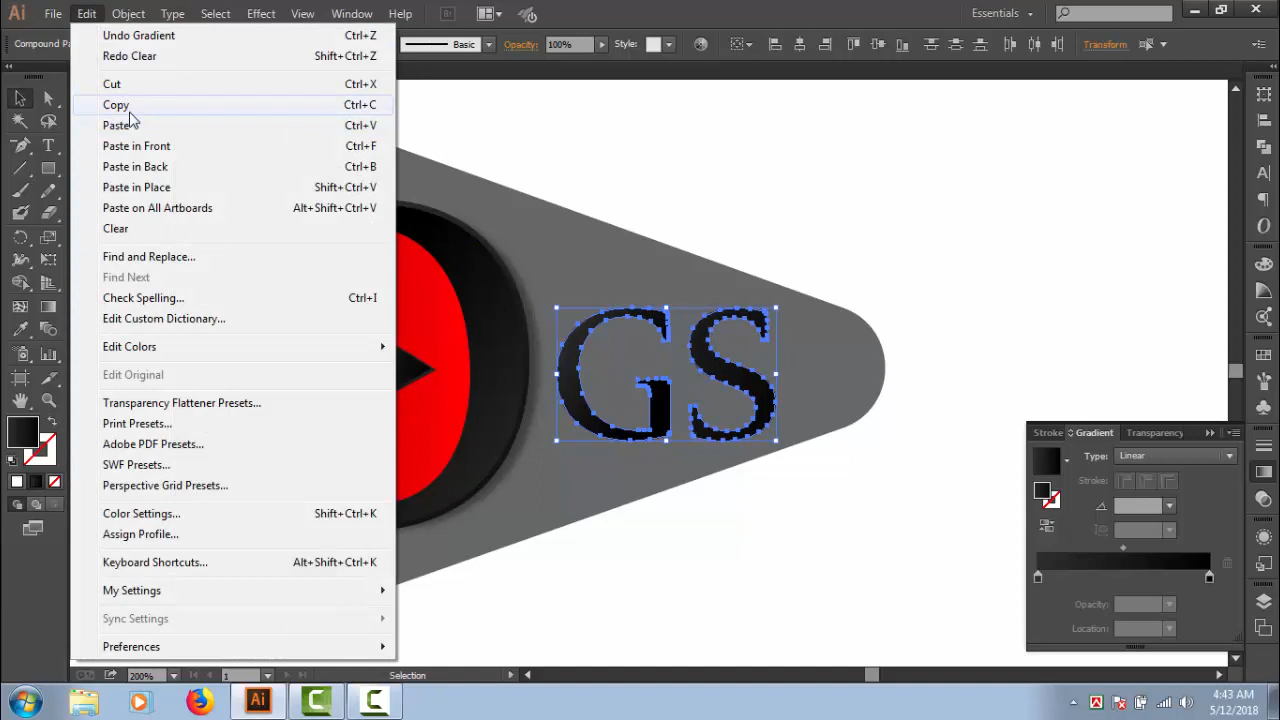 Ai File Edit Object Type Select Effect View Window Help Br Essentials
Compound Pa Basic Opacity: 100% Style: Transform
Undo Gradient Ctrl+Z
Redo Clear Shift+Ctrl+Z
Cut Ctrl+X
Copy Ctrl+C
Paste Ctrl+V
Paste in Front Ctrl+F
Paste in Back Ctrl+B
Paste in Place Shift+Ctrl+V
Paste on All Artboards Alt+Shift+Ctrl+V
Clear
Find and Replace...
Find Next
Check Spelling... Ctrl+I
Edit Custom Dictionary...
Edit Colors
Edit Original
Transparency Flattener Presets...
Print Presets...
Adobe PDF Presets...
SWF Presets...
Perspective Grid Presets...
Color Settings... Shift+Ctrl+K
Assign Profile...
Keyboard Shortcuts... Alt+Shift+Ctrl+K
My Settings
Sync Settings
Preferences
GS
Stroke Gradient Transparency
Type: Linear
Stroke:
Opacity:
Location:
200% 1 Selection
Ai C C 4:43 AM
5/12/2018